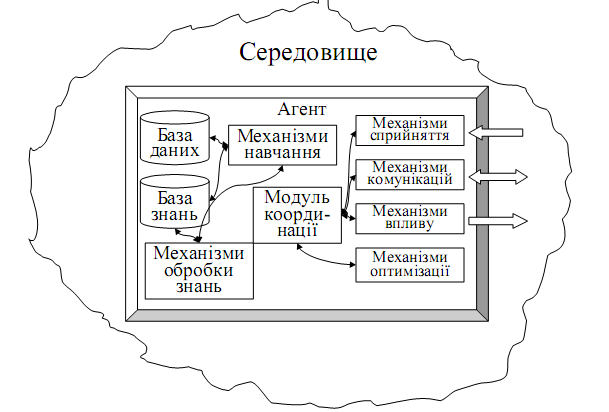 Середовище
Агент
База
даних
Механізми
навчання
Механізми
сприйняття
Механізми
комунікацій
База
знань
Модуль
коорди-
нації
Механізми
впливу
Механізми
обробки
знань
Механізми
оптимізації